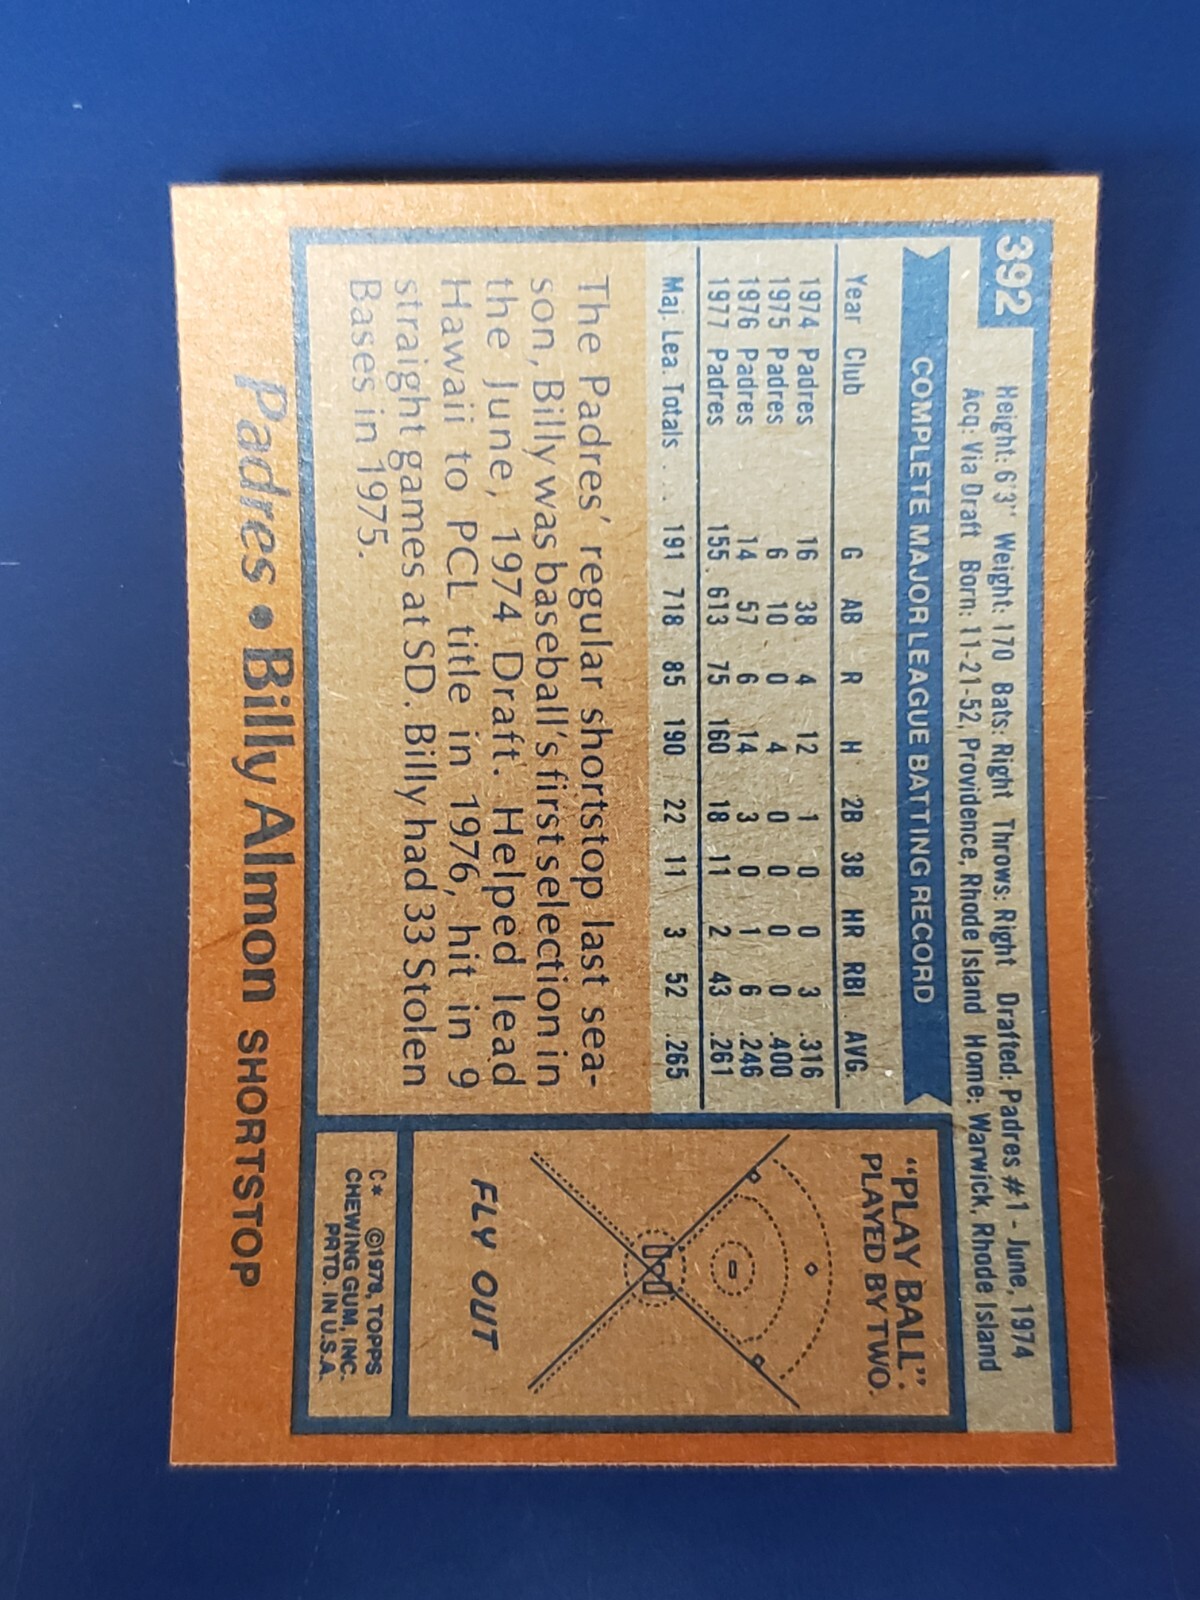 392
Height: 6'3" Weight: 170 Bats: Right Throws: Right Drafted: Padres #1 - June, 1974
Acq: Via Draft Born: 11-21-52, Providence, Rhode Island Home: Warwick, Rhode Island
COMPLETE MAJOR LEAGUE BATTING RECORD
Year Club G AB R H 2B 3B HR RBI AVG.
1974 Padres 16 38 4 12 1 0 0 3 .316
1975 Padres 6 10 0 4 0 0 0 0 .400
1976 Padres 14 57 6 14 3 0 1 6 .246
1977 Padres 155 613 75 160 18 11 2 43 .261
Maj. Lea. Totals . . 191 718 85 190 22 11 3 52 .265
The Padres' regular shortstop last sea-
son, Billy was baseball's first selection in
the June, 1974 Draft. Helped lead
Hawaii to PCL title in 1976, hit in 9
straight games at SD. Billy had 33 Stolen
Bases in 1975.
"PLAY BALL".
PLAYED BY TWO.
FLY OUT
C* ©1978, TOPPS
CHEWING GUM, INC.
PRTD. IN U.S.A.
Padres • Billy Almon SHORTSTOP